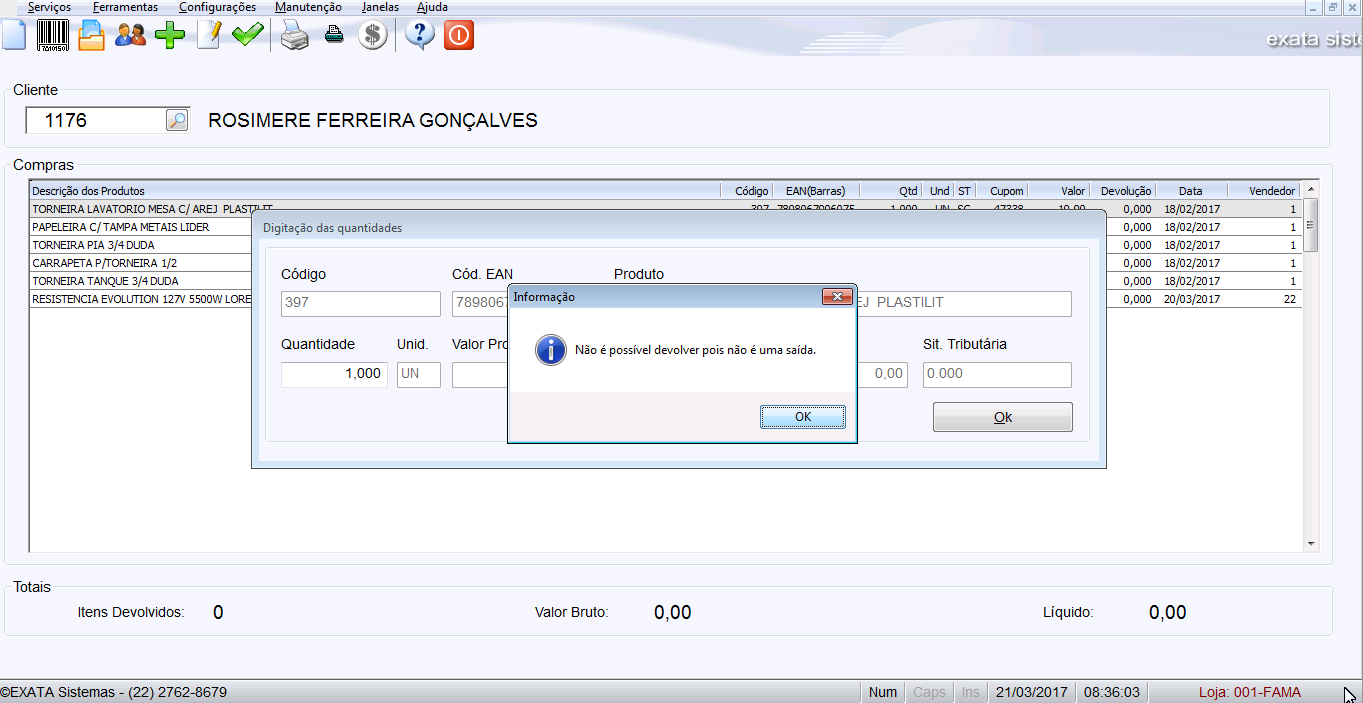 Serviços Ferramentas Configurações Manutenção Janelas Ajuda
exata
Cliente
1176 ROSIMERE FERREIRA GONÇALVES
Compras
Descrição dos Produtos Código EAN(Barras) Qtd Und ST Cupom Valor Devolução Data Vendedor
TORNEIRA LAVATORIO MESA C/ AREJ PLASTILIT 397 7898067006075 1,000 UN SG 47338 19,00 0,000 18/02/2017 1
PAPELEIRA C/ TAMPA METAIS LIDER 0,000 18/02/2017 1
TORNEIRA PIA 3/4 DUDA 0,000 18/02/2017 1
CARRAPETA P/TORNEIRA 1/2 0,000 18/02/2017 1
TORNEIRA TANQUE 3/4 DUDA 0,000 18/02/2017 1
RESISTENCIA EVOLUTION 127V 5500W LORE 0,000 20/03/2017 22
Digitação das quantidades
Código Cód. EAN Produto
397 789806 EJ PLASTILIT
Quantidade Unid. Valor Pro Sit. Tributária
1,000 UN 0,00 0.000
Ok
Informação
Não é possível devolver pois não é uma saída.
OK
Totais
Itens Devolvidos: 0 Valor Bruto: 0,00 Líquido: 0,00
©EXATA Sistemas - (22) 2762-8679 Num Caps Ins 21/03/2017 08:36:03 Loja: 001-FAMA